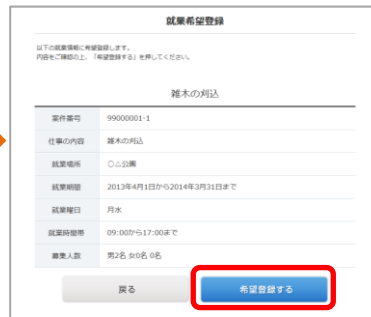 就業希望登録
以下の就業情報に希望登録します。
内容をご確認の上、「希望登録する」を押してください。
雑木の刈込
案件番号 99000001-1
仕事の内容 雑木の刈込
就業場所 ○△公園
就業期間 2013年4月1日から2014年3月31日まで
就業曜日 月水
就業時間帯 09:00から17:00まで
募集人数 男2名 女0名 0名
戻る 希望登録する